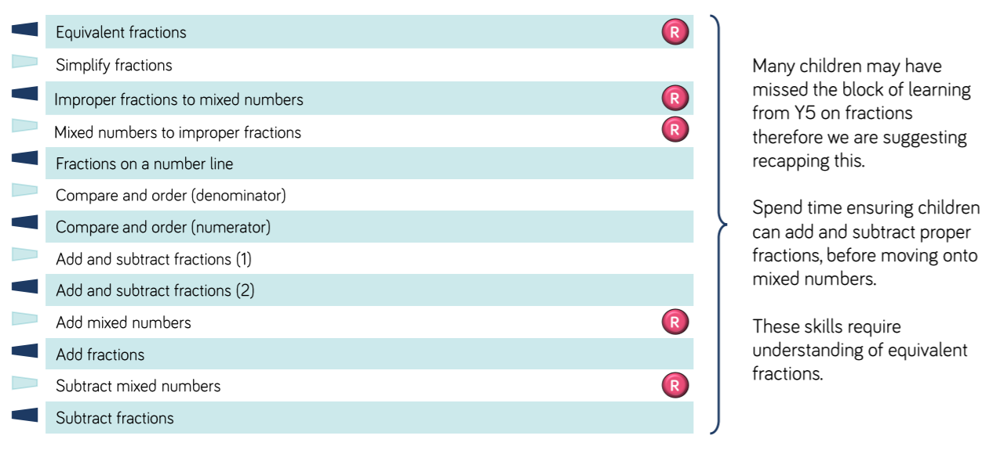 Equivalent fractions R
Simplify fractions
Improper fractions to mixed numbers R
Mixed numbers to improper fractions R
Fractions on a number line
Compare and order (denominator)
Compare and order (numerator)
Add and subtract fractions (1)
Add and subtract fractions (2)
Add mixed numbers R
Add fractions
Subtract mixed numbers R
Subtract fractions
Many children may have
missed the block of learning
from Y5 on fractions
therefore we are suggesting
recapping this.
Spend time ensuring children
can add and subtract proper
fractions, before moving onto
mixed numbers.
These skills require
understanding of equivalent
fractions.